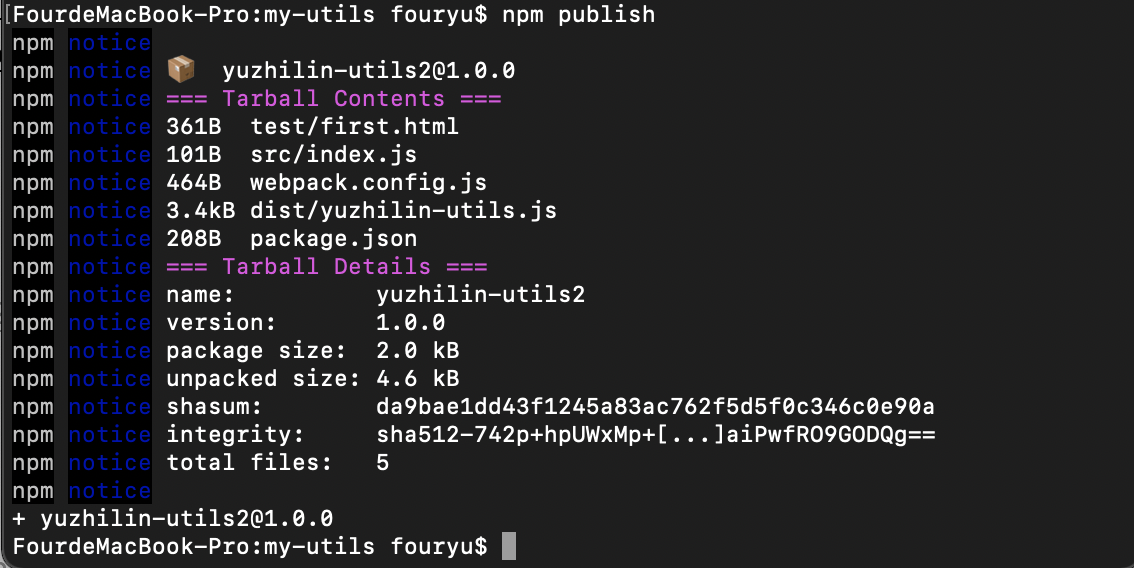 [FourdeMacBook-Pro:my-utils fouryu$ npm publish
npm notice
npm notice 📦  yuzhilin-utils2@1.0.0
npm notice === Tarball Contents ===
npm notice 361B  test/first.html
npm notice 101B  src/index.js
npm notice 464B  webpack.config.js
npm notice 3.4kB dist/yuzhilin-utils.js
npm notice 208B  package.json
npm notice === Tarball Details ===
npm notice name:          yuzhilin-utils2
npm notice version:       1.0.0
npm notice package size:  2.0 kB
npm notice unpacked size: 4.6 kB
npm notice shasum:        da9bae1dd43f1245a83ac762f5d5f0c346c0e90a
npm notice integrity:     sha512-742p+hpUWxMp+[...]aiPwfRO9GODQg==
npm notice total files:   5
npm notice
+ yuzhilin-utils2@1.0.0
FourdeMacBook-Pro:my-utils fouryu$